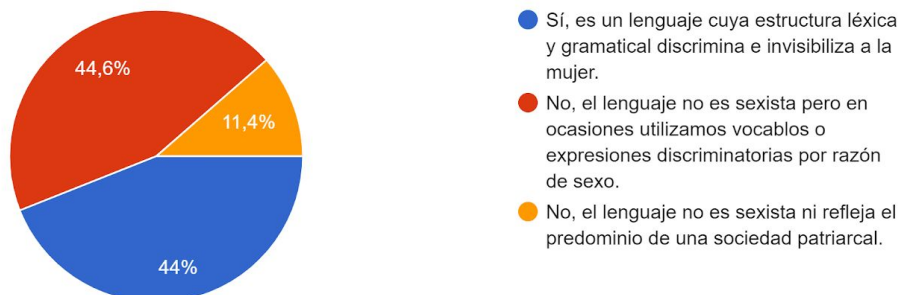 44,6%
11,4%
44%
Sí, es un lenguaje cuya estructura léxica
y gramatical discrimina e invisibiliza a la
mujer.
No, el lenguaje no es sexista pero en
ocasiones utilizamos vocablos o
expresiones discriminatorias por razón
de sexo.
No, el lenguaje no es sexista ni refleja el
predominio de una sociedad patriarcal.